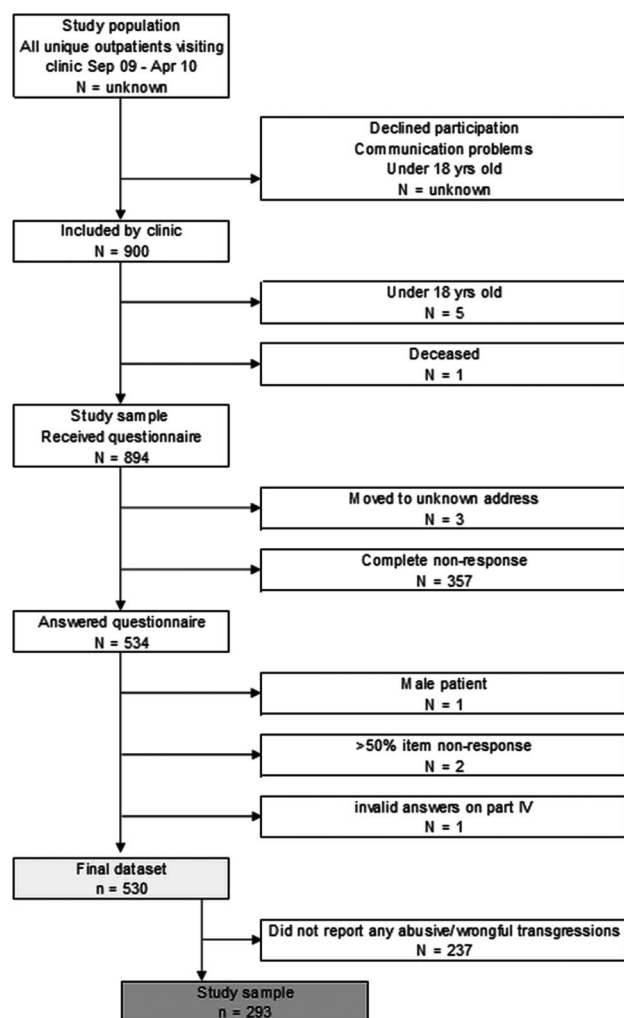 Study population
All unique outpatients visiting
clinic Sep 09 - Apr 10
N = unknown
Declined participation
Communication problems
Under 18 yrs old
N = unknown
Included by clinic
N = 900
Under 18 yrs old
N = 5
Deceased
N = 1
Study sample
Received questionnaire
N = 894
Moved to unknown address
N = 3
Complete non-response
N = 357
Answered questionnaire
N = 534
Male patient
N = 1
>50% item non-response
N = 2
invalid answers on part IV
N = 1
Final dataset
n = 530
Did not report any abusive/wrongful transgressions
N = 237
Study sample
n = 293